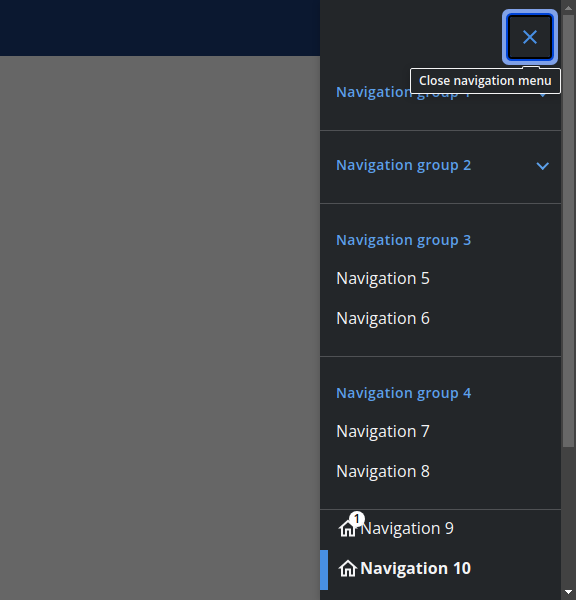 Close navigation menu
Navigation group 1
Navigation group 2
Navigation group 3
Navigation 5
Navigation 6
Navigation group 4
Navigation 7
Navigation 8
1
Navigation 9
Navigation 10